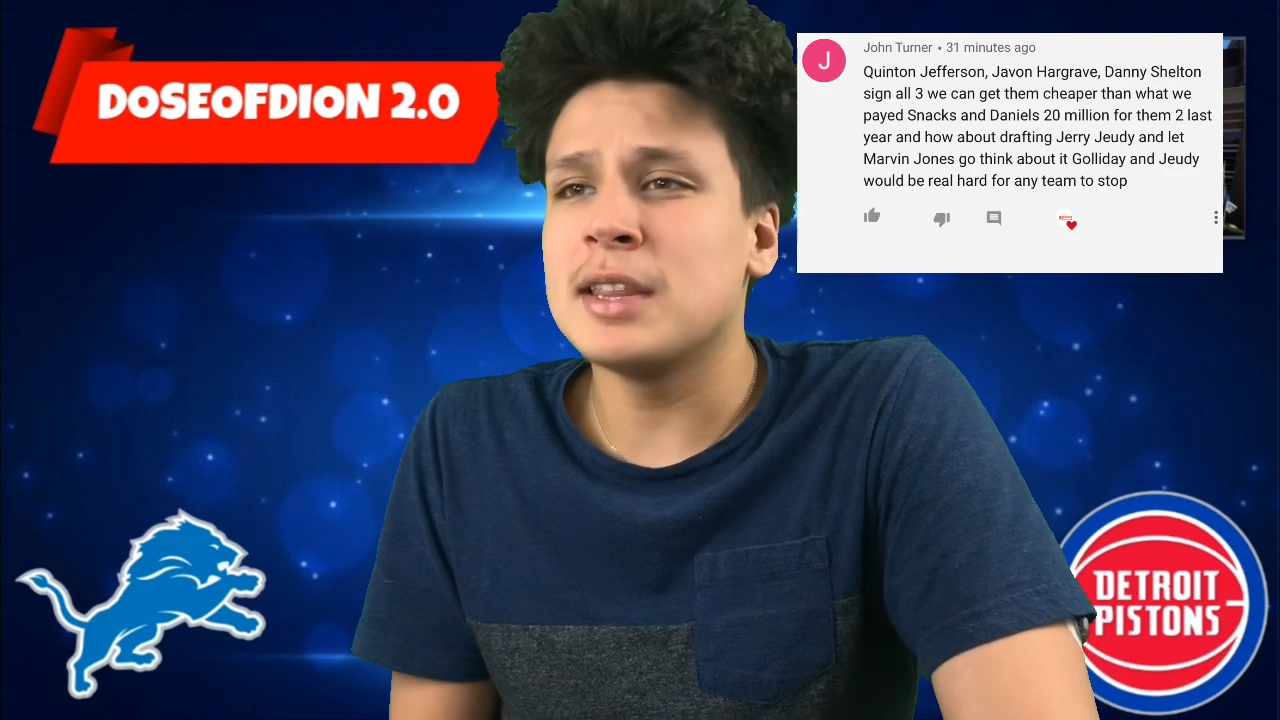 DOSEOFDION 2.0
John Turner • 31 minutes ago
J
Quinton Jefferson, Javon Hargrave, Danny Shelton
sign all 3 we can get them cheaper than what we
payed Snacks and Daniels 20 million for them 2 last
year and how about drafting Jerry Jeudy and let
Marvin Jones go think about it Golliday and Jeudy
would be real hard for any team to stop
DETROIT
PISTONS